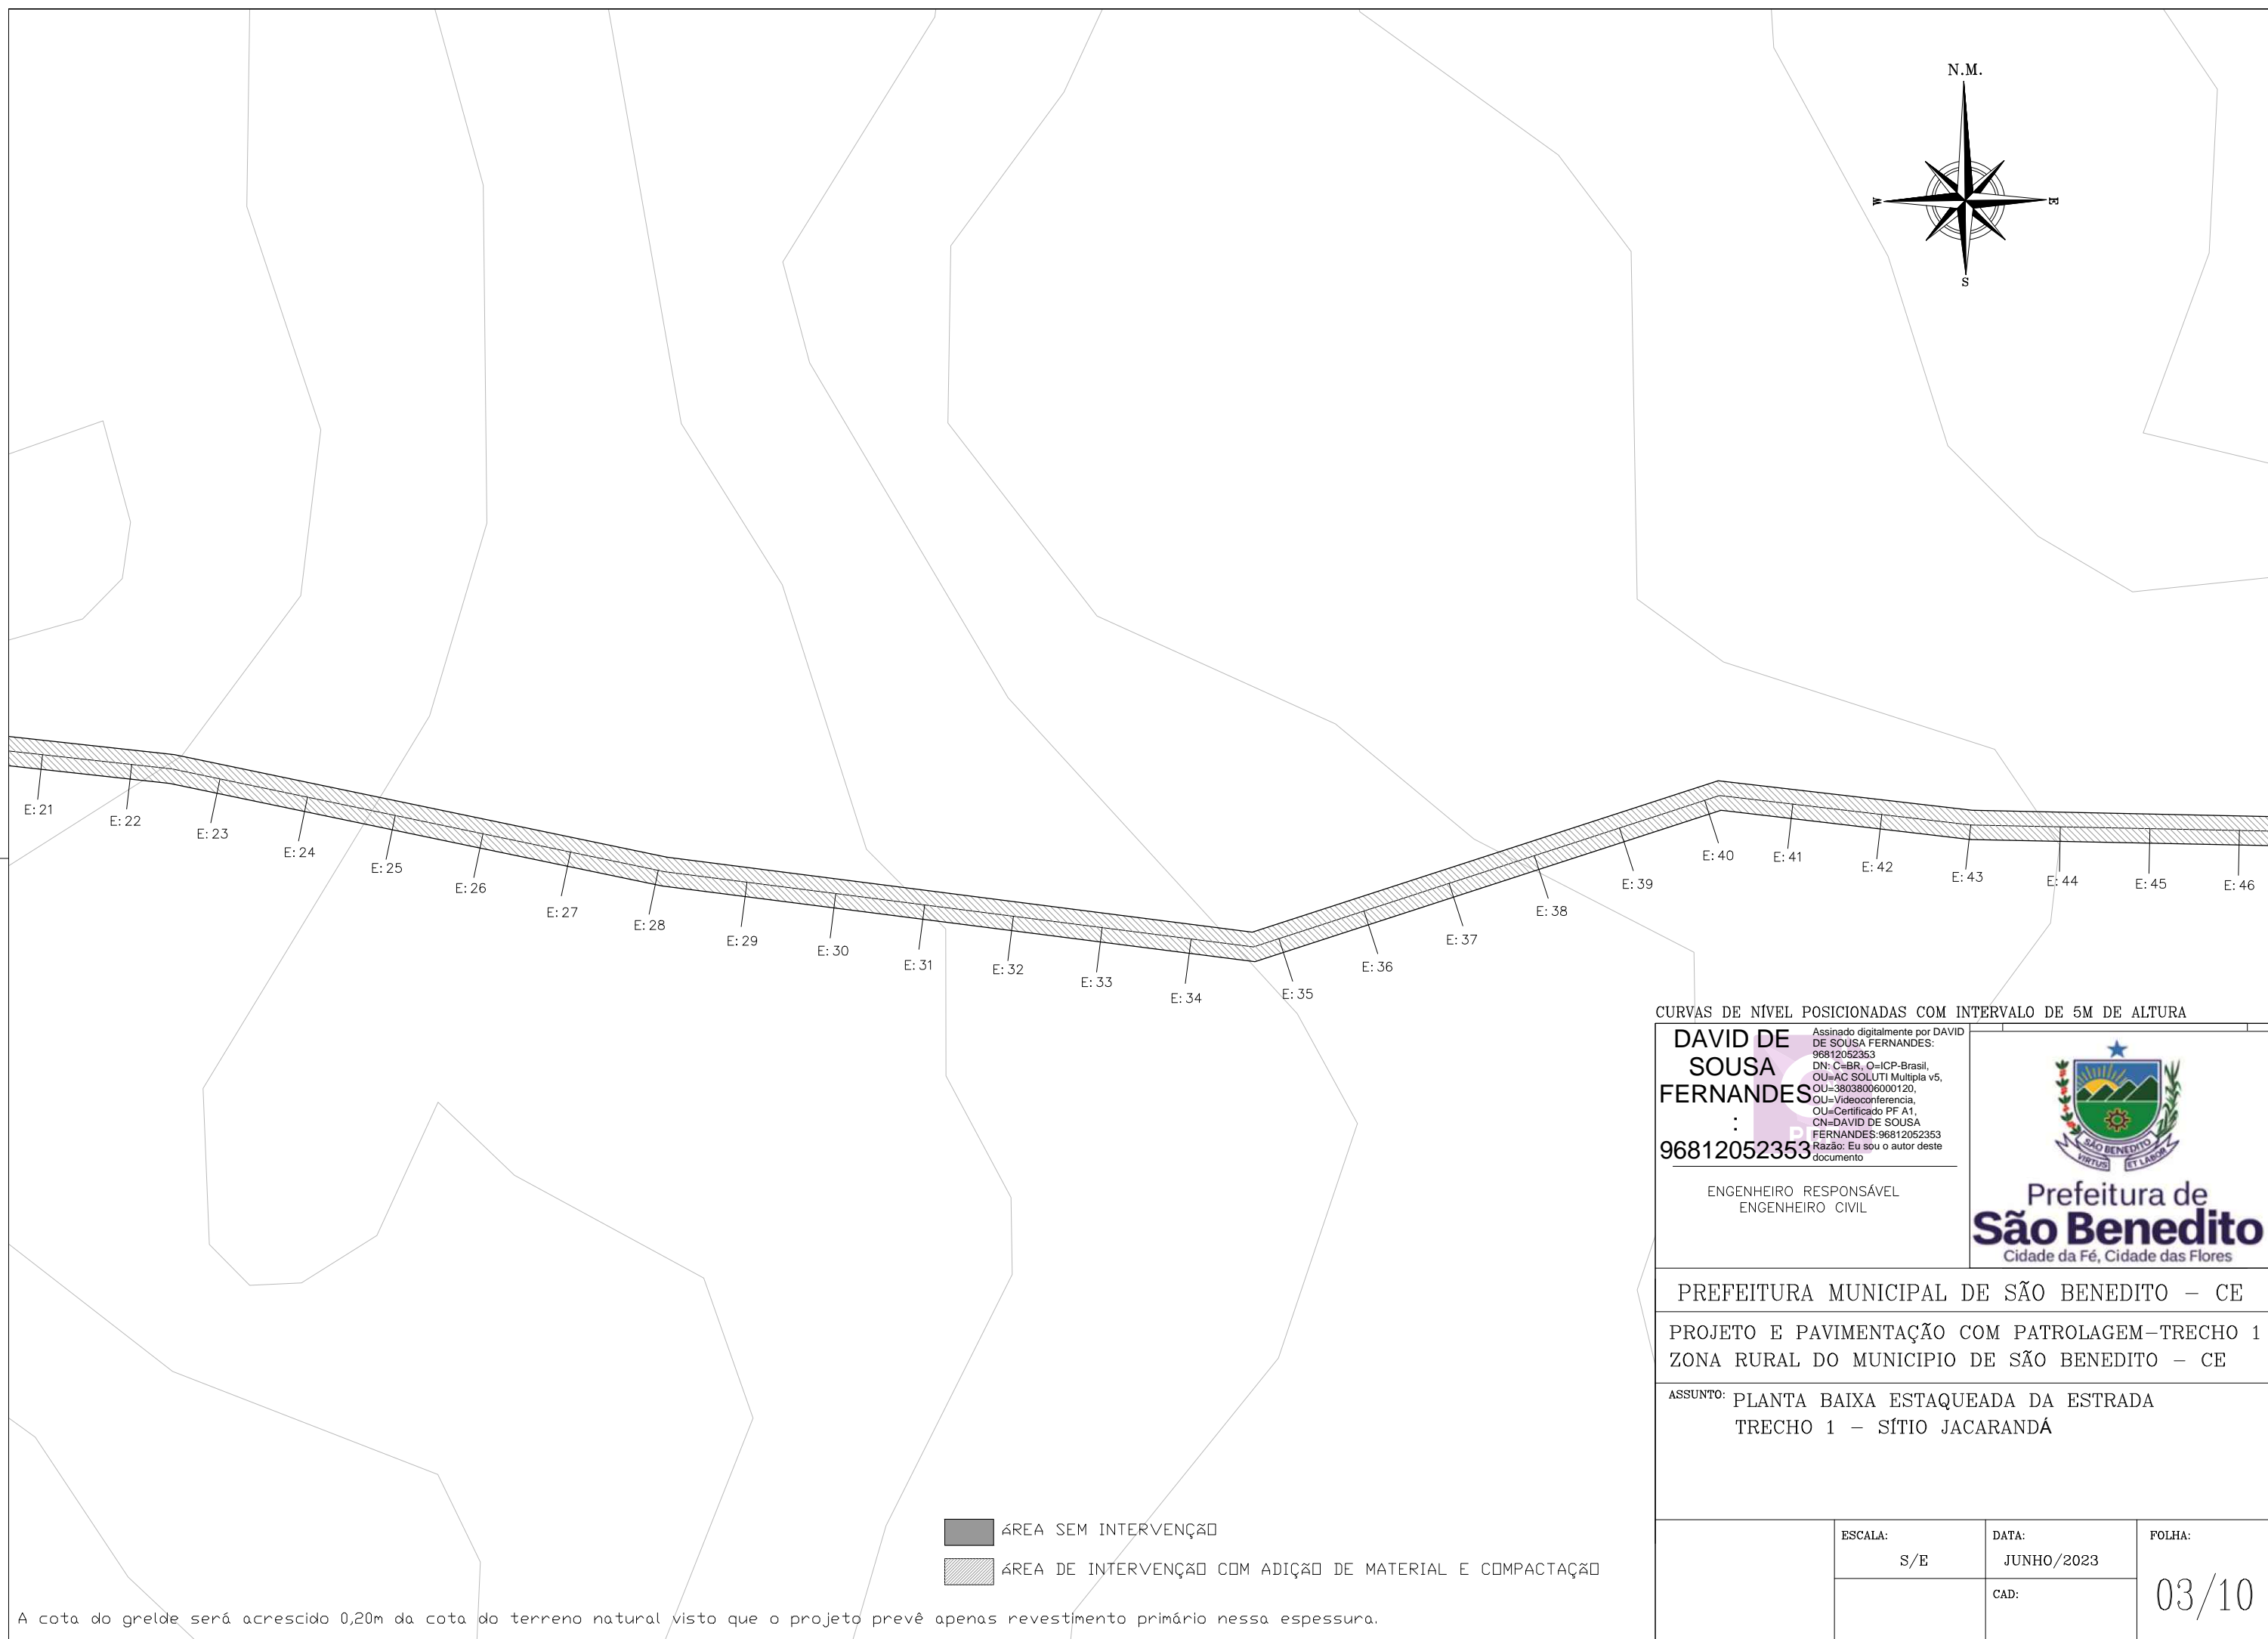 N.M.
W
E
S
E: 21
E: 22
E: 23
E: 24
E: 25
E: 26
E: 27
E: 28
E: 29
E: 30
E: 31
E: 32
E: 33
E: 34
E: 35
E: 36
E: 37
E: 38
E: 39
E: 40
E: 41
E: 42
E: 43
E: 44
E: 45
E: 46
CURVAS DE NÍVEL POSICIONADAS COM INTERVALO DE 5M DE ALTURA
DAVID DE
SOUSA
FERNANDES
:
96812052353
Assinado digitalmente por DAVID
DE SOUSA FERNANDES:
96812052353
DN: C=BR, O=ICP-Brasil,
OU=AC SOLUTI Multipla v5,
OU=38038006000120,
OU=Videoconferencia,
OU=Certificado PF A1,
CN=DAVID DE SOUSA
FERNANDES:96812052353
Razão: Eu sou o autor deste
documento
ENGENHEIRO RESPONSÁVEL
ENGENHEIRO CIVIL
SÃO BENEDITO
VIRTUS ET LABOR
Prefeitura de
São Benedito
Cidade da Fé, Cidade das Flores
PREFEITURA MUNICIPAL DE SÃO BENEDITO – CE
PROJETO E PAVIMENTAÇÃO COM PATROLAGEM–TRECHO 1
ZONA RURAL DO MUNICIPIO DE SÃO BENEDITO – CE
ASSUNTO: PLANTA BAIXA ESTAQUEADA DA ESTRADA
TRECHO 1 – SÍTIO JACARANDÁ
ESCALA:
S/E
DATA:
JUNHO/2023
CAD:
FOLHA:
03/10
áREA SEM INTERVENÇãO
áREA DE INTERVENÇãO COM ADIÇãO DE MATERIAL E COMPACTAÇãO
A cota do grelde será acrescido 0,20m da cota do terreno natural visto que o projeto prevê apenas revestimento primário nessa espessura.